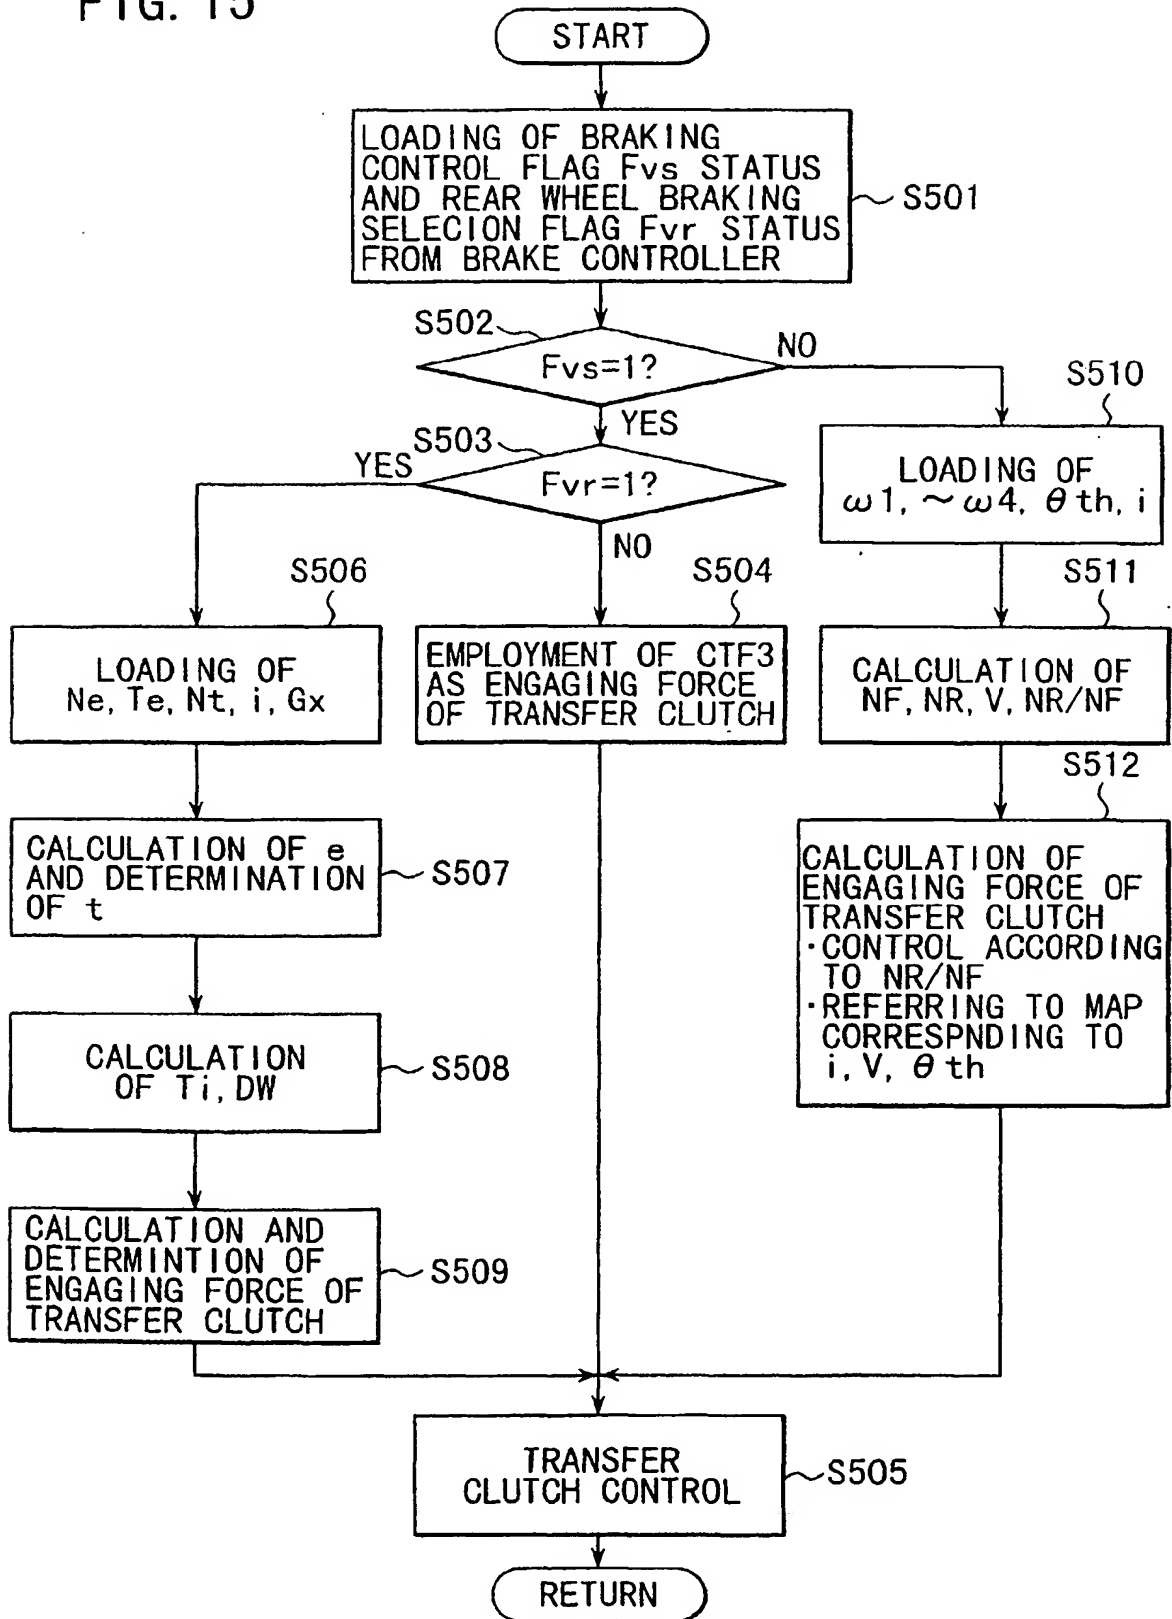 FIG. 15
START
LOADING OF BRAKING
CONTROL FLAG Fvs STATUS
AND REAR WHEEL BRAKING
SELECION FLAG Fvr STATUS
FROM BRAKE CONTROLLER
S501
S502
Fvs=1?
NO
YES
S503
Fvr=1?
YES
NO
S510
LOADING OF
ω1, ~ω4, θth, i
S506
LOADING OF
Ne, Te, Nt, i, Gx
S504
EMPLOYMENT OF CTF3
AS ENGAGING FORCE
OF TRANSFER CLUTCH
S511
CALCULATION OF
NF, NR, V, NR/NF
S507
CALCULATION OF e
AND DETERMINATION
OF t
S512
CALCULATION OF
ENGAGING FORCE OF
TRANSFER CLUTCH
·CONTROL ACCORDING
TO NR/NF
·REFERRING TO MAP
CORRESPNDING TO
i, V, θth
CALCULATION
OF Ti, DW
S508
CALCULATION AND
DETERMINTION OF
ENGAGING FORCE OF
TRANSFER CLUTCH
S509
TRANSFER
CLUTCH CONTROL
S505
RETURN